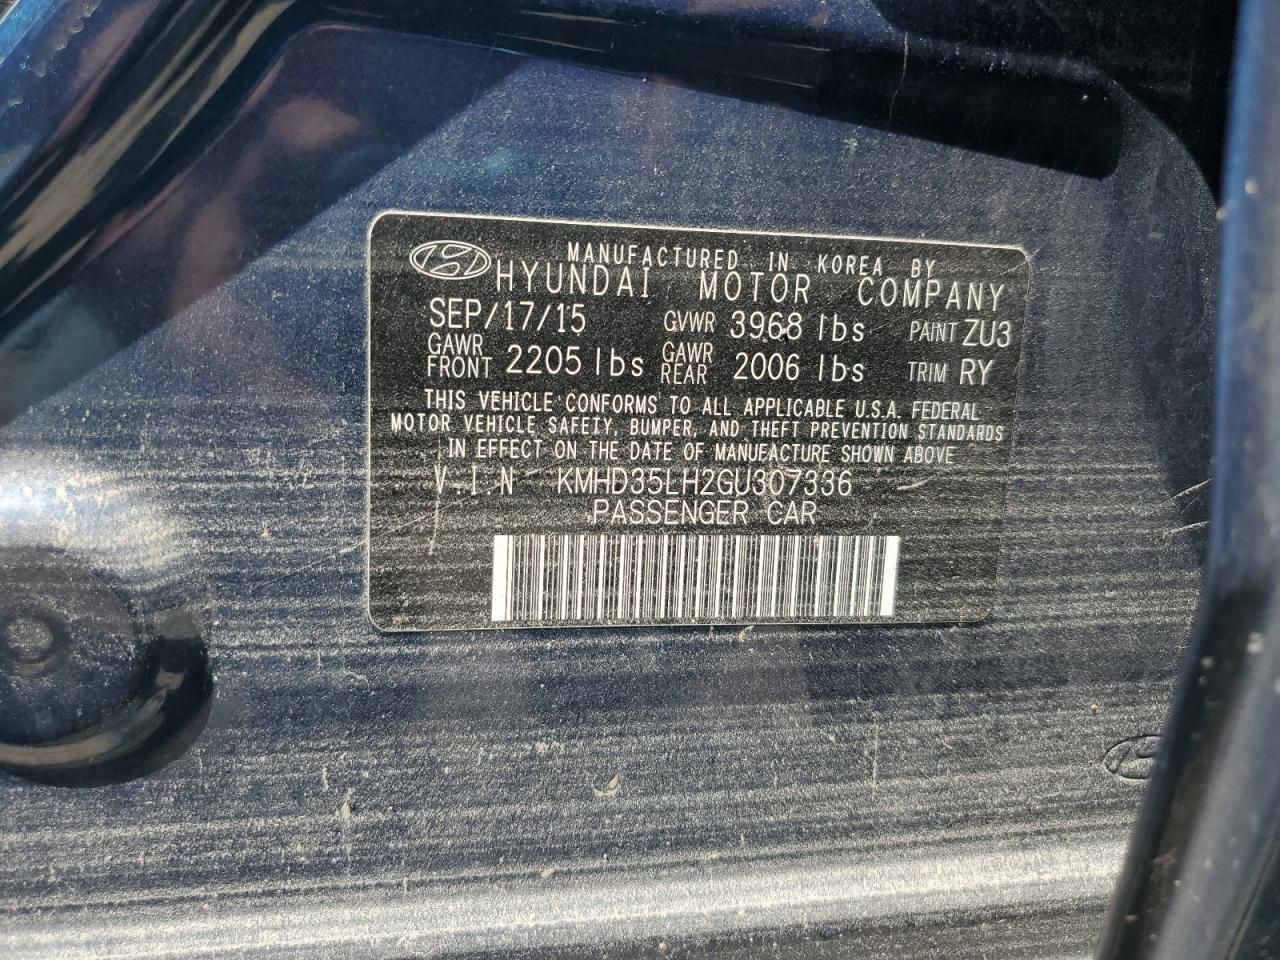 MANUFACTURED IN KOREA BY
HYUNDAI MOTOR COMPANY
SEP/17/15 GVWR 3968 lbs PAINT ZU3
GAWR FRONT 2205 lbs GAWR REAR 2006 lbs TRIM RY
THIS VEHICLE CONFORMS TO ALL APPLICABLE U.S.A. FEDERAL
MOTOR VEHICLE SAFETY, BUMPER, AND THEFT PREVENTION STANDARDS
IN EFFECT ON THE DATE OF MANUFACTURE SHOWN ABOVE
V.I.N KMHD35LH2GU307336
PASSENGER CAR